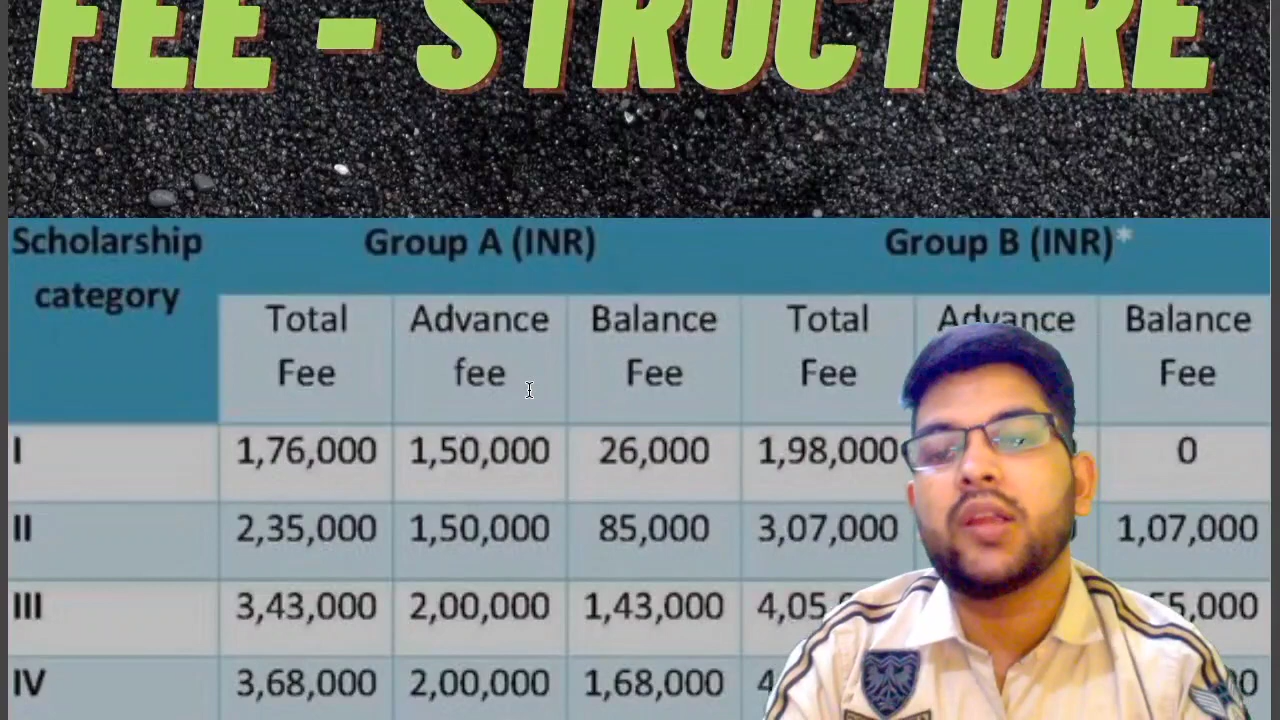 FEE - STRUCTURE
Scholarship category Group A (INR) Group B (INR)*
Total Fee Advance fee Balance Fee Total Fee Advance Balance Fee
I 1,76,000 1,50,000 26,000 1,98,000 0
II 2,35,000 1,50,000 85,000 3,07,000 1,07,000
III 3,43,000 2,00,000 1,43,000
IV 3,68,000 2,00,000 1,68,000